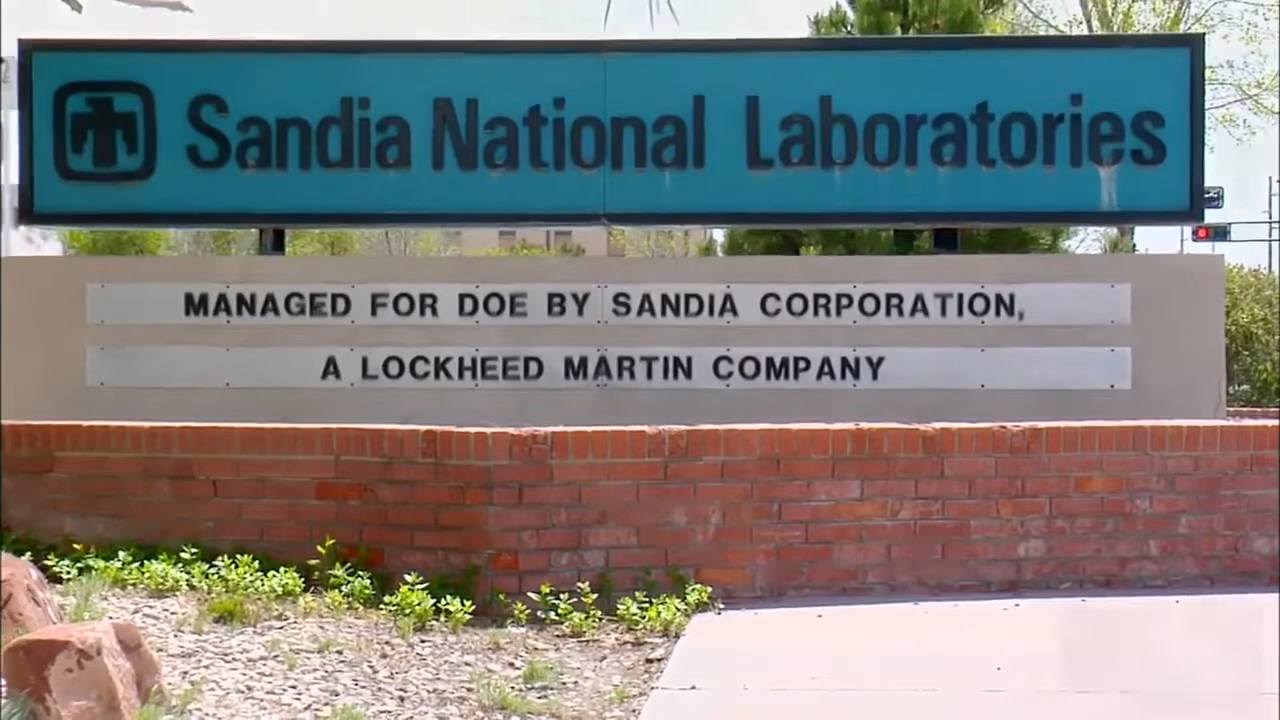 Sandia National Laboratories
MANAGED FOR DOE BY SANDIA CORPORATION,
A LOCKHEED MARTIN COMPANY